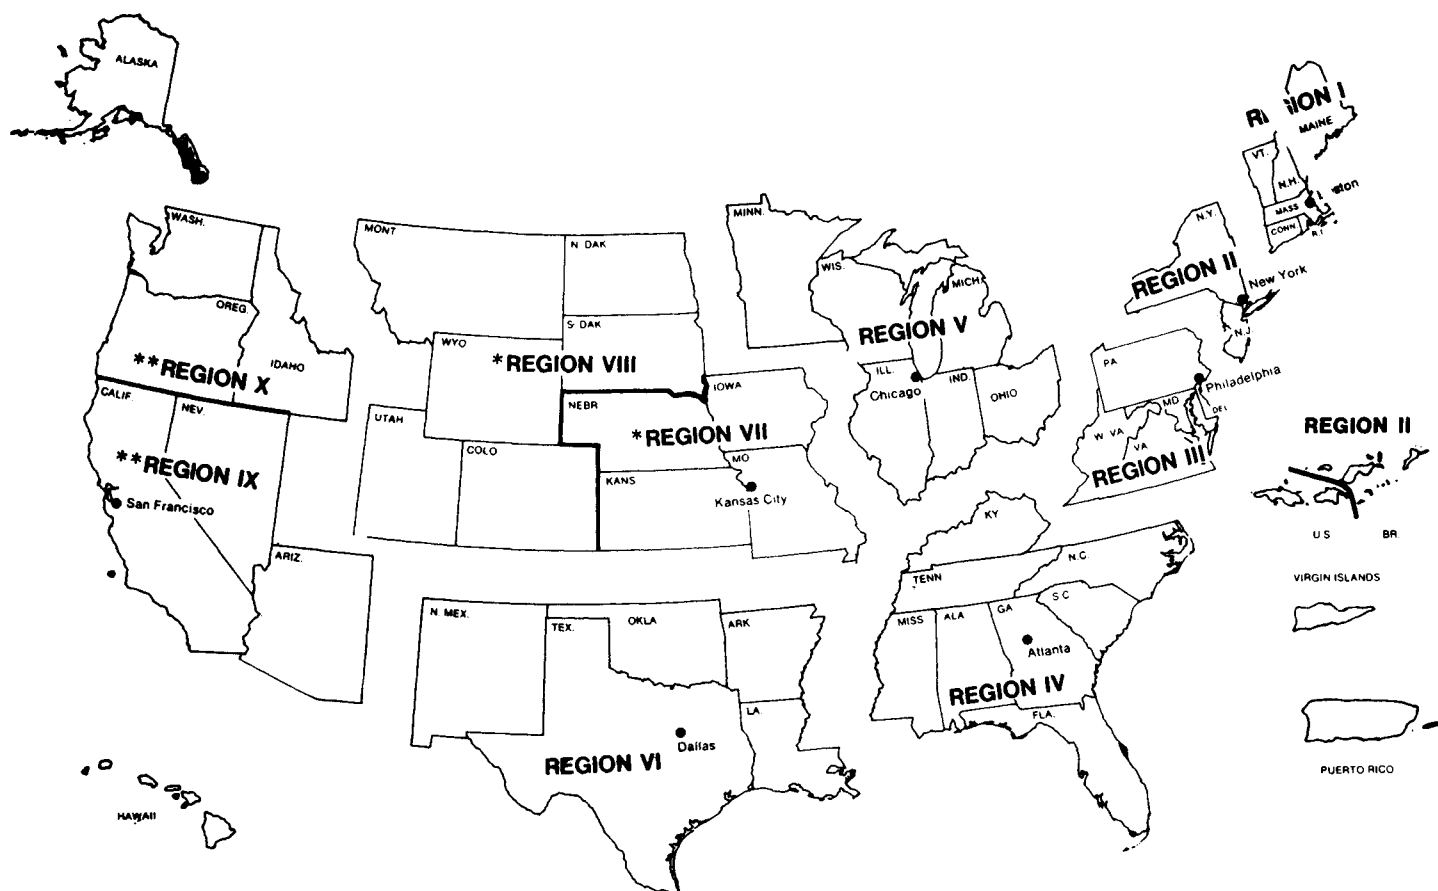 ALASKA
REGION I
MAINE
VT.
N.H.
MASS
CONN.
R.I.
WASH.
MONT
N DAK
MINN.
N.Y.
OREG.
WIS.
MICH.
REGION II
New York
S DAK
N.J.
WYO
REGION V
*REGION VIII
IDAHO
**REGION X
PA
ILL.
IND
Chicago
OHIO
Philadelphia
IOWA
CALIF.
NEV.
NEBR
MD
DEL
UTAH
*REGION VII
W VA
VA
REGION II
COLO
MO
**REGION IX
REGION III
KANS
Kansas City
San Francisco
KY
U S
BR.
ARIZ.
N.C.
TENN
VIRGIN ISLANDS
S C
N MEX.
TEX.
OKLA
ARK
MISS
ALA
GA
Atlanta
REGION IV
LA.
FLA.
Dallas
REGION VI
PUERTO RICO
HAWAII